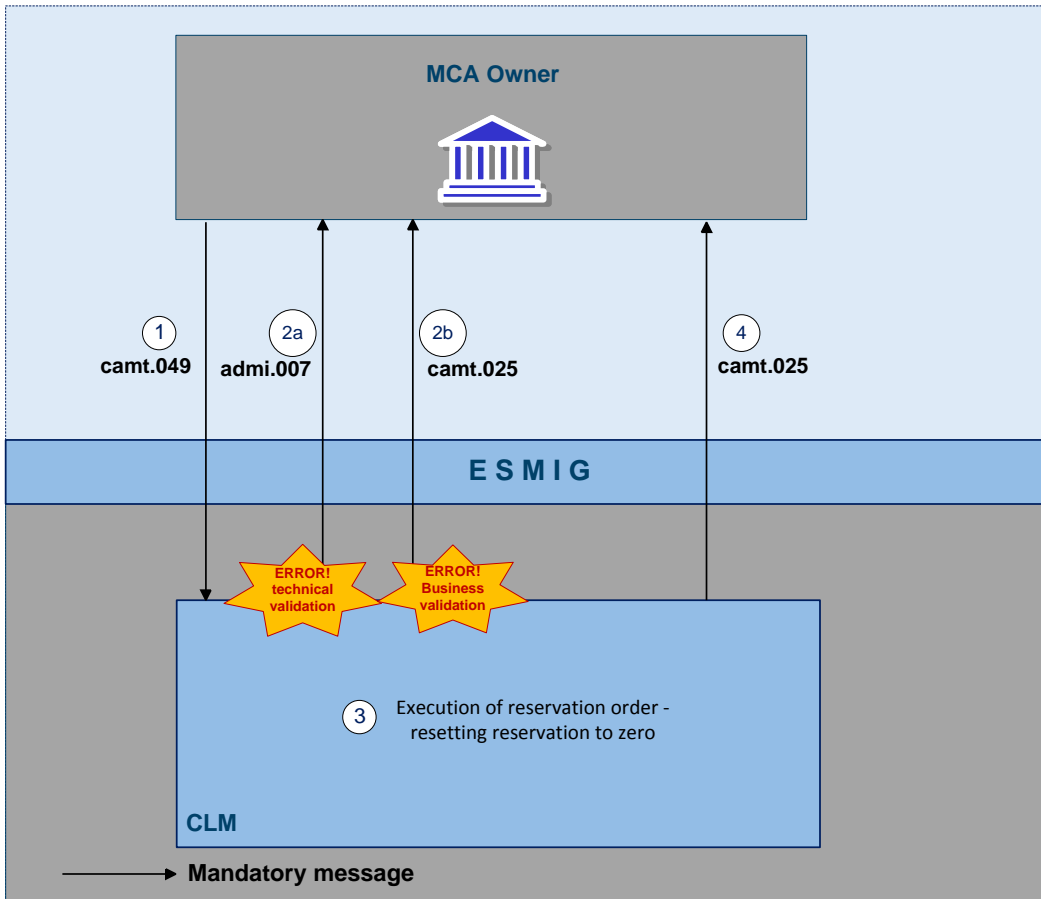 MCA Owner
1
camt.049
2a
admi.007
2b
camt.025
4
camt.025
E S M I G
ERROR!
technical
validation
ERROR!
Business
validation
3
Execution of reservation order -
resetting reservation to zero
CLM
Mandatory message